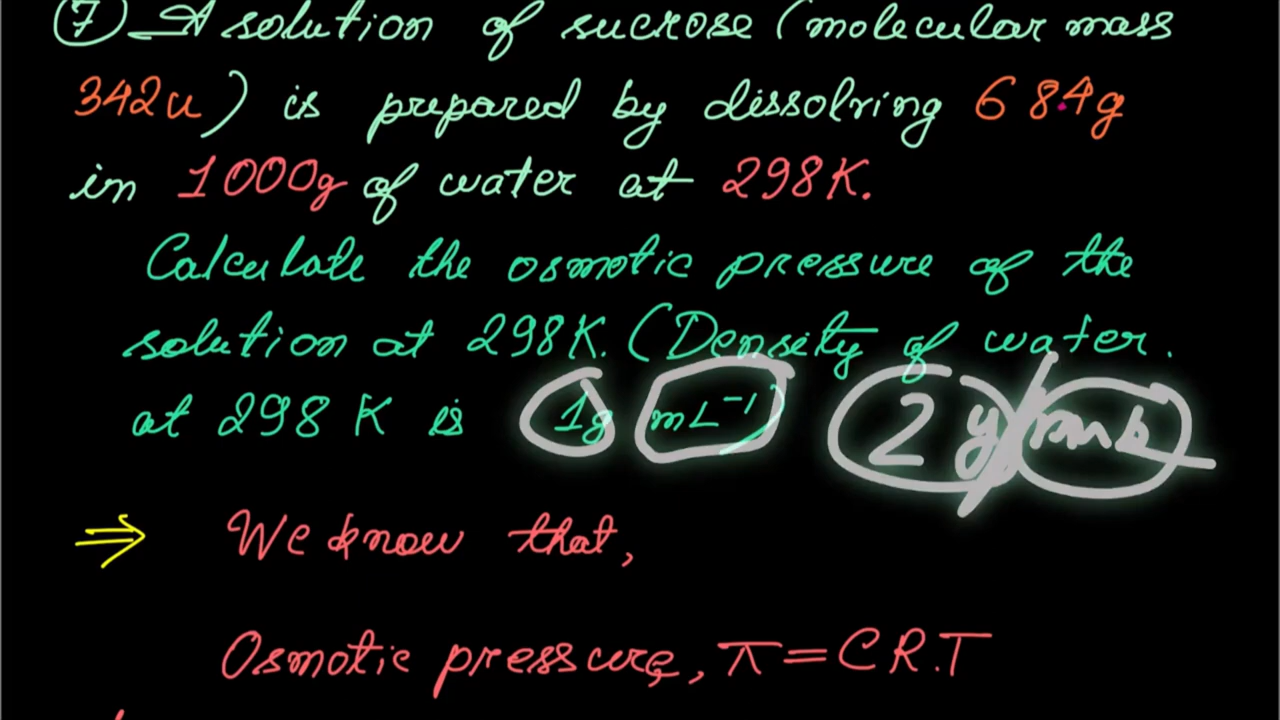 ⑦ A solution of sucrose (molecular mass
342u) is prepared by dissolving 68.4g
in 1000g of water at 298K.
Calculate the osmotic pressure of the
solution at 298K. (Density of water
at 298 K is 1g mL⁻¹) 2g/mL
⇒ We know that,
Osmotic pressure, π = C R.T